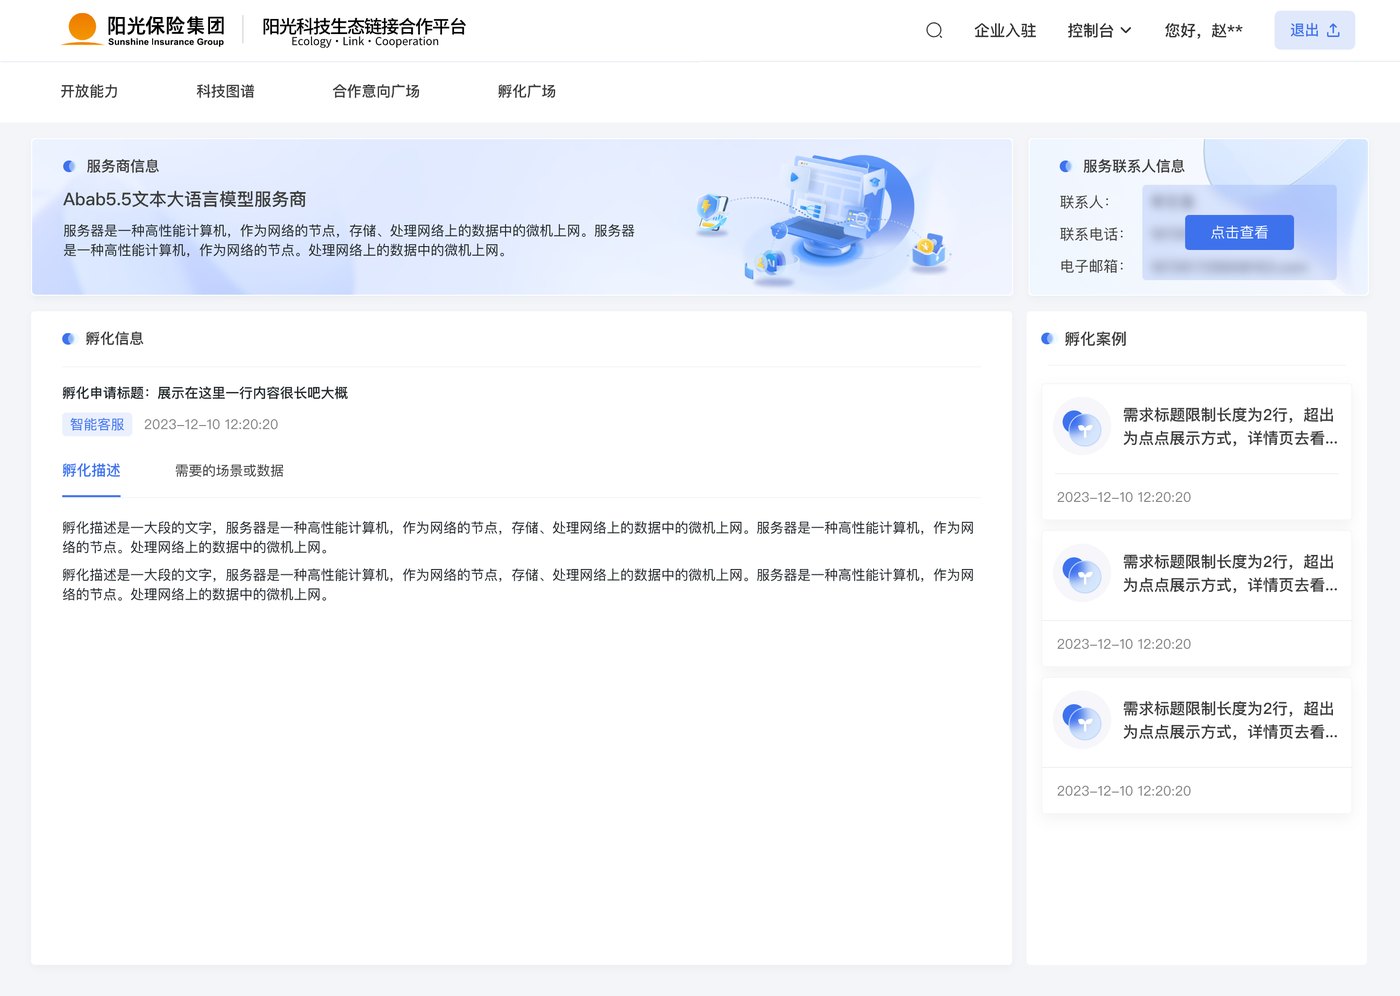 阳光保险集团
Sunshine Insurance Group
阳光科技生态链接合作平台
Ecology · Link · Cooperation
企业入驻
控制台
您好，赵**
退出
开放能力
科技图谱
合作意向广场
孵化广场
服务商信息
Abab5.5文本大语言模型服务商
服务器是一种高性能计算机，作为网络的节点，存储、处理网络上的数据中的微机上网。服务器
是一种高性能计算机，作为网络的节点。处理网络上的数据中的微机上网。
服务联系人信息
联系人：
联系电话：
点击查看
电子邮箱：
孵化信息
孵化申请标题：展示在这里一行内容很长吧大概
智能客服
2023-12-10 12:20:20
孵化描述
需要的场景或数据
孵化描述是一大段的文字，服务器是一种高性能计算机，作为网络的节点，存储、处理网络上的数据中的微机上网。服务器是一种高性能计算机，作为网
络的节点。处理网络上的数据中的微机上网。
孵化描述是一大段的文字，服务器是一种高性能计算机，作为网络的节点，存储、处理网络上的数据中的微机上网。服务器是一种高性能计算机，作为网
络的节点。处理网络上的数据中的微机上网。
孵化案例
需求标题限制长度为2行，超出
为点点展示方式，详情页去看...
2023-12-10 12:20:20
需求标题限制长度为2行，超出
为点点展示方式，详情页去看...
2023-12-10 12:20:20
需求标题限制长度为2行，超出
为点点展示方式，详情页去看...
2023-12-10 12:20:20